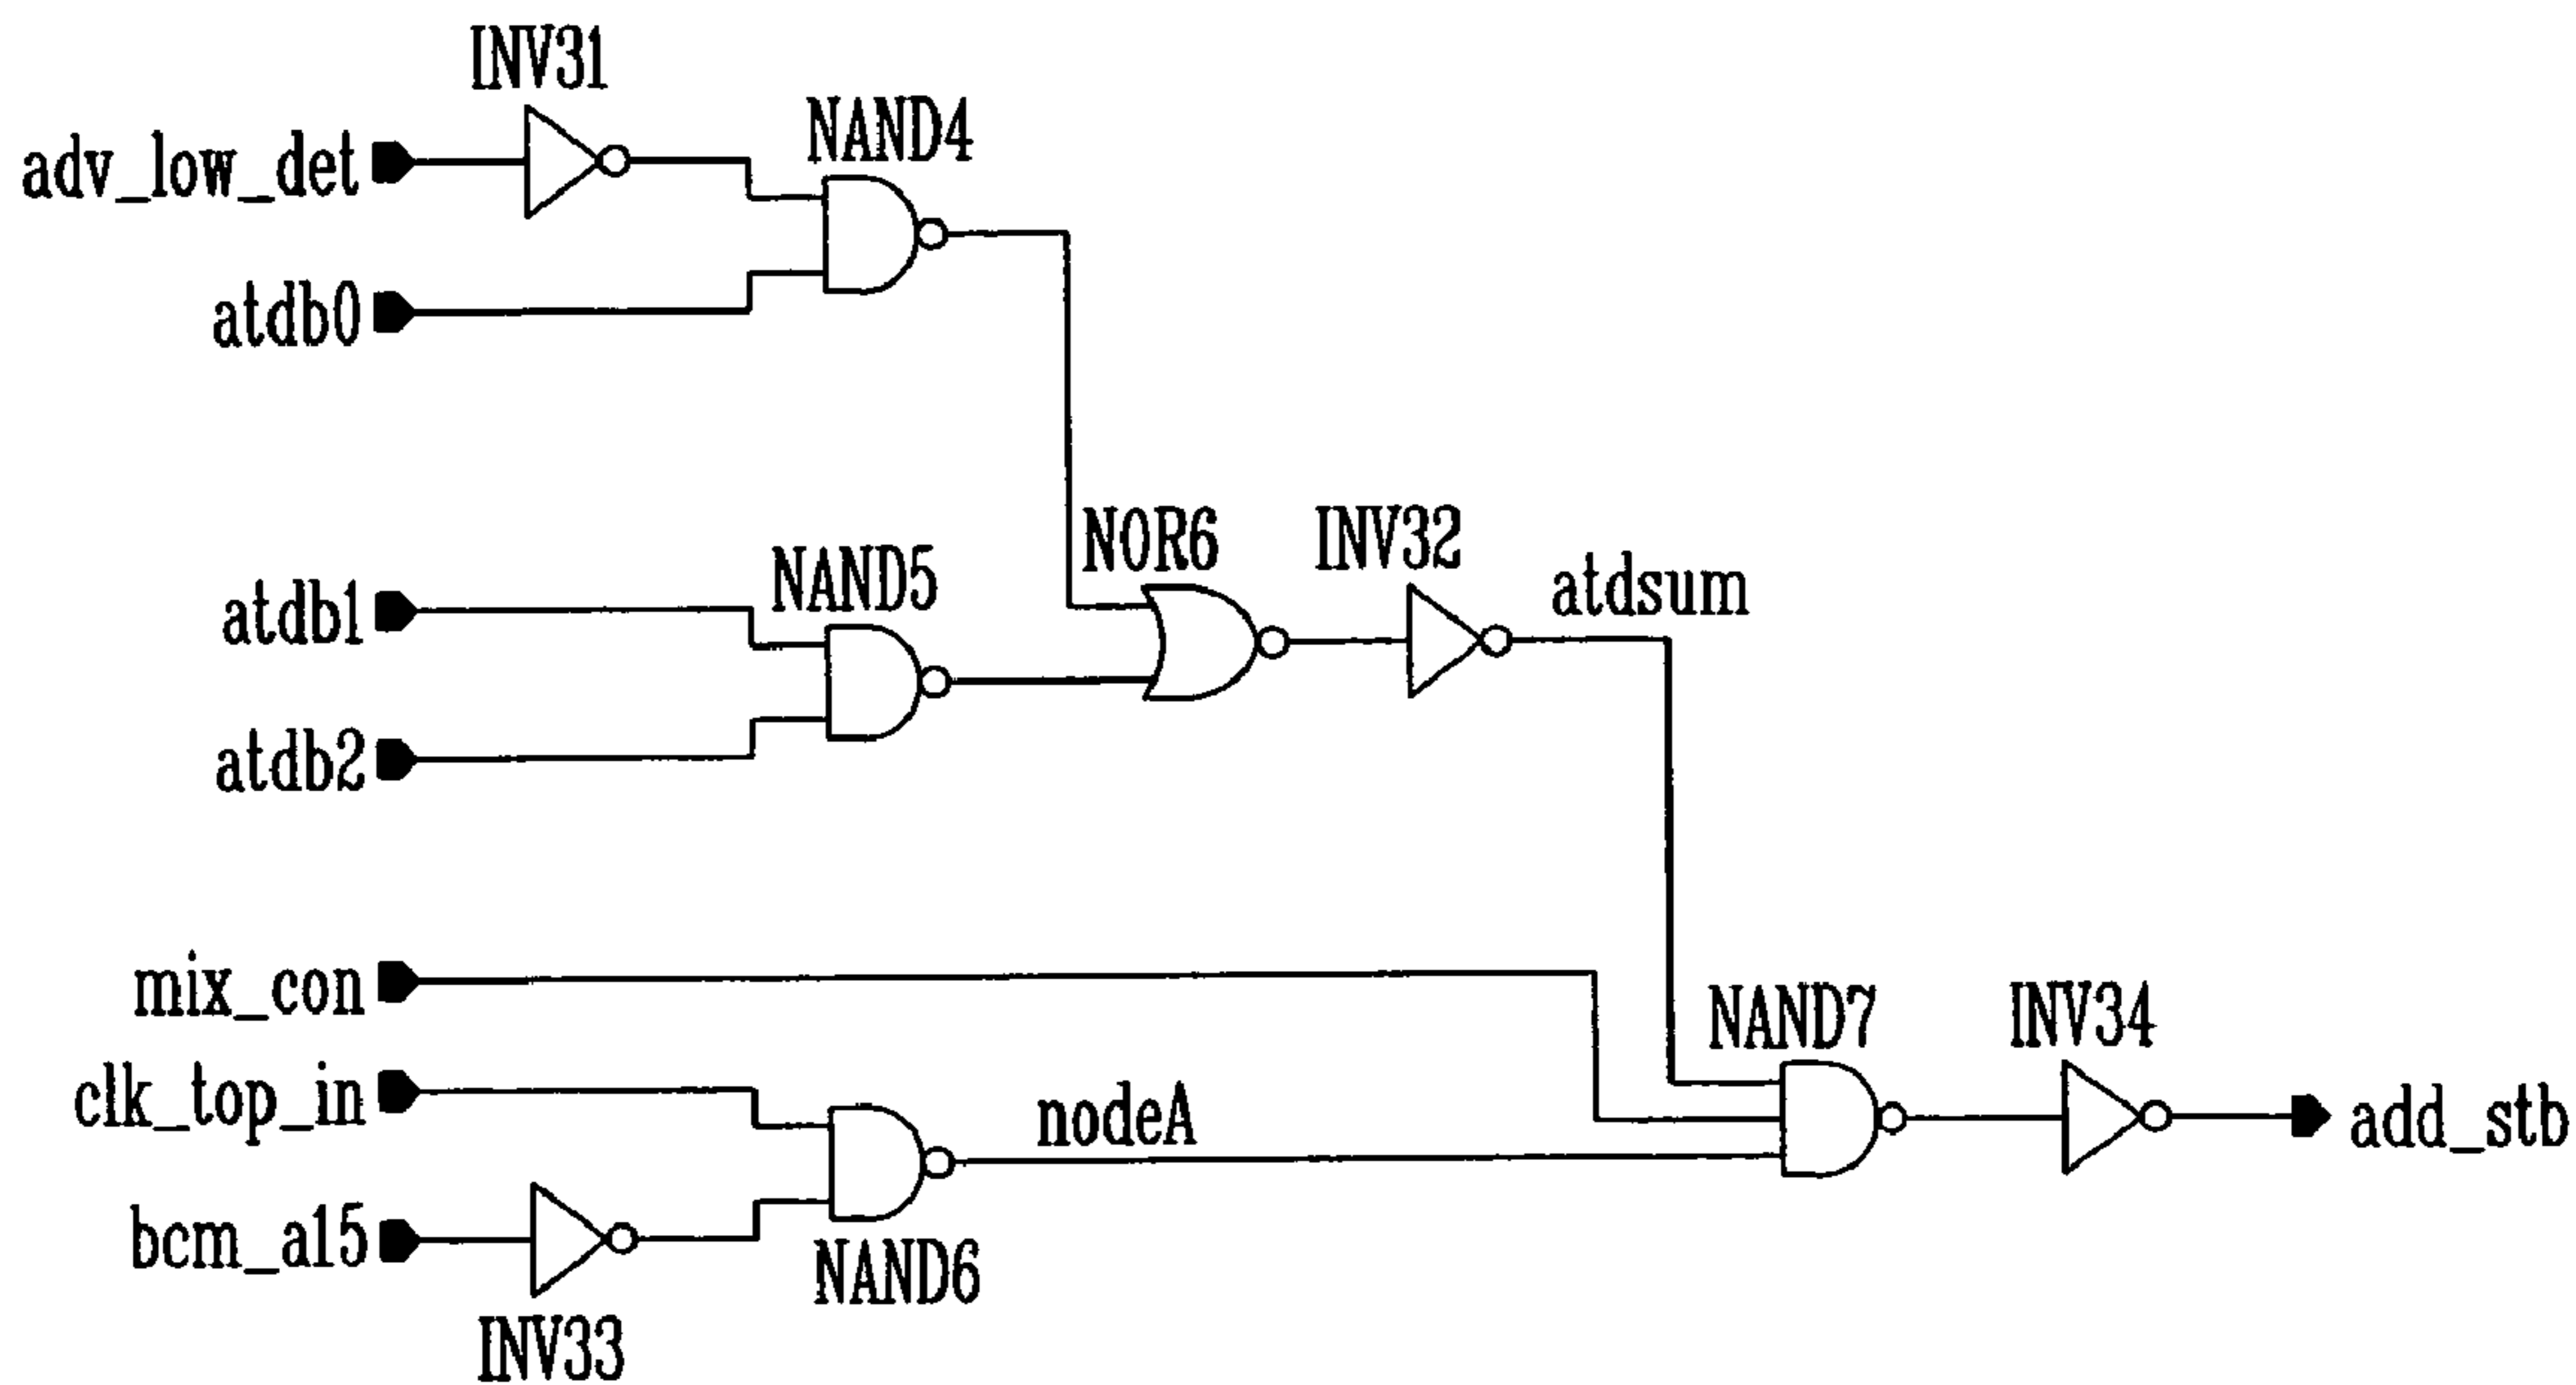 INV31
NAND4
adv_low_det
atdb0
NOR6
INV32
NAND5
atdsum
atdb1
atdb2
mix_con
NAND7
INV34
clk_top_in
nodeA
add_stb
bcm_a15
NAND6
INV33